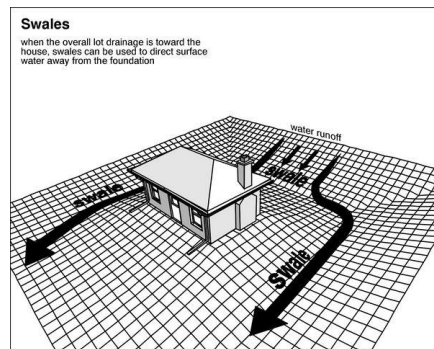 Swales
when the overall lot drainage is toward the
house, swales can be used to direct surface
water away from the foundation
water runoff
swale
swale
Swale